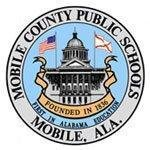 MOBILE COUNTY PUBLIC SCHOOLS
FOUNDED IN 1836
FIRST IN ALABAMA EDUCATION
MOBILE, ALA.